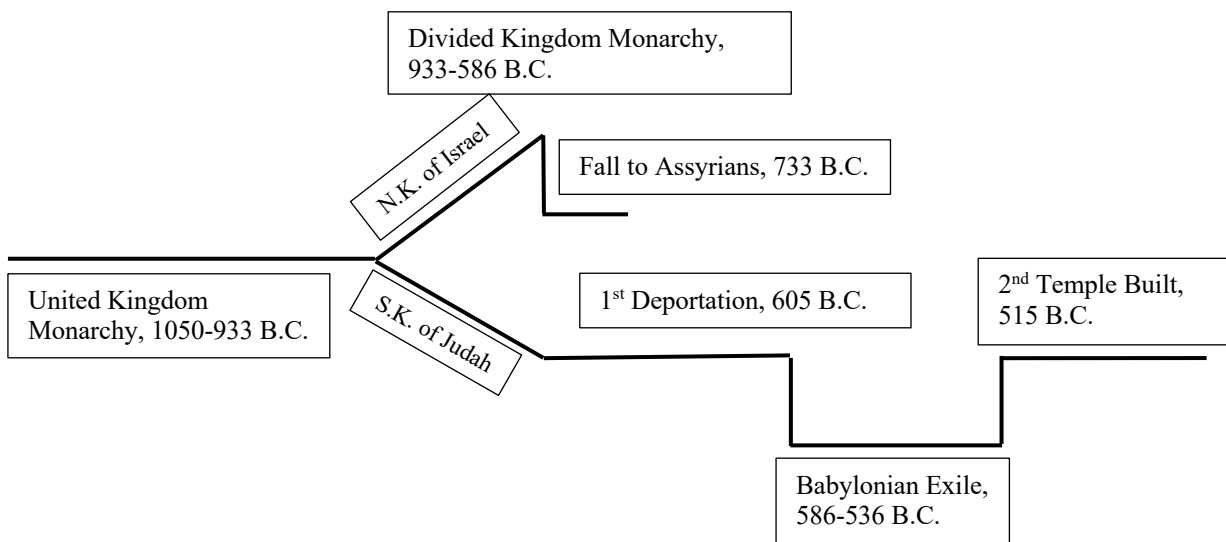 Divided Kingdom Monarchy,
933-586 B.C.
N.K. of Israel
Fall to Assyrians, 733 B.C.
United Kingdom
Monarchy, 1050-933 B.C.
S.K. of Judah
1st Deportation, 605 B.C.
2nd Temple Built,
515 B.C.
Babylonian Exile,
586-536 B.C.